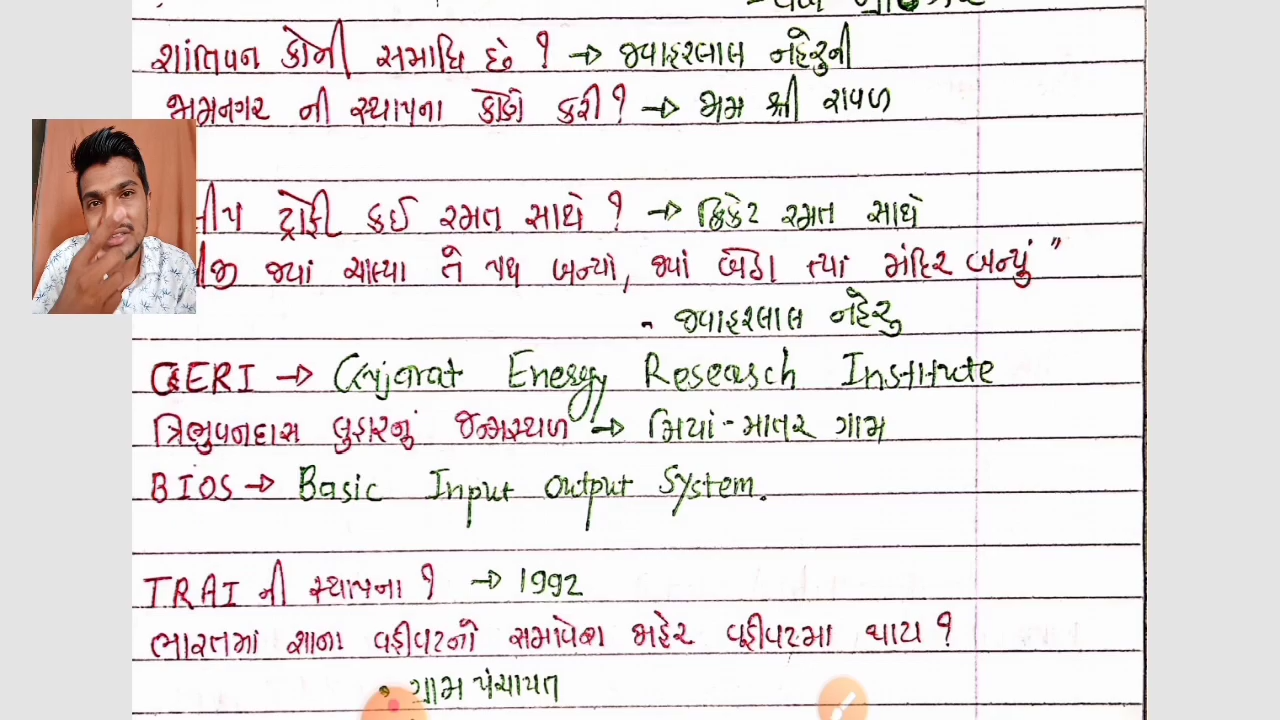 શાંતિવન કોની સમાધિ છે ? → જવાહરલાલ નહેરુની
જામનગર ની સ્થાપના કોણે કરી ? → જામ શ્રી રાવળ
ટ્રોફી કઈ રમત સાથે ? → ક્રિકેટ રમત સાથે
જ્યાં ચાલ્યા તે પથ બન્યો, જ્યાં બેઠા ત્યાં મંદિર બન્યું"
- જવાહરલાલ નહેરુ
GERI → Gujarat Energy Research Institute
ત્રિભુવનદાસ લુહારનું જન્મસ્થળ → મિયાં-માતર ગામ
BIOS → Basic Input Output System.
TRAI ની સ્થાપના ? → 1992
ભારતમાં શાના વહીવટનો સમાવેશ જાહેર વહીવટમાં થાય ?
• ગ્રામ પંચાયત